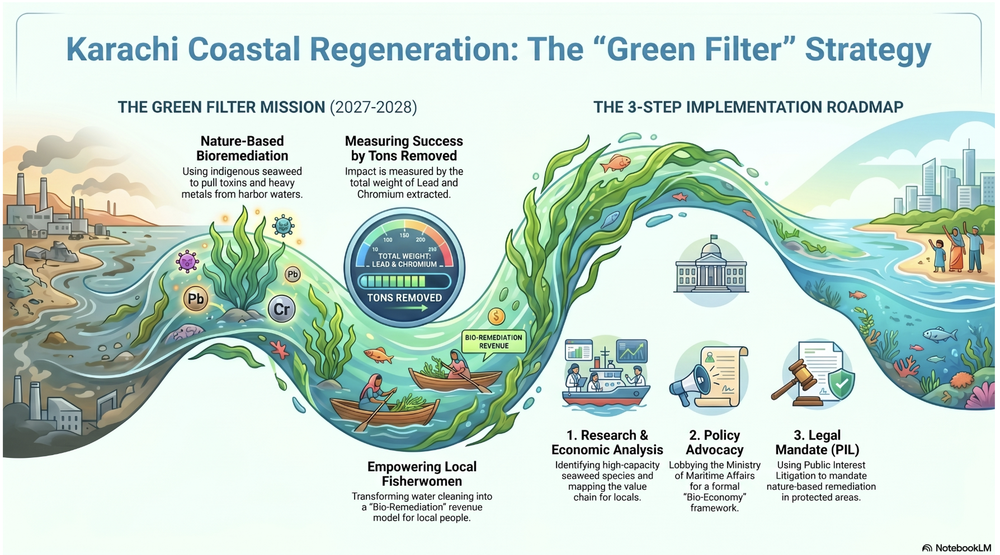 Karachi Coastal Regeneration: The “Green Filter” Strategy
THE GREEN FILTER MISSION (2027-2028)
Nature-Based
Bioremediation
Using indigenous seaweed
to pull toxins and heavy
metals from harbor waters.
Measuring Success
by Tons Removed
Impact is measured by the
total weight of Lead and
Chromium extracted.
Pb
Pb
Cr
10
100
150
200
210
TOTAL WEIGHT:
LEAD & CHROMIUM
TONS REMOVED
$
BIO-REMEDIATION
REVENUE
Empowering Local
Fisherwomen
Transforming water cleaning into
a “Bio-Remediation” revenue
model for local people.
THE 3-STEP IMPLEMENTATION ROADMAP
1. Research &
Economic Analysis
Identifying high-capacity
seaweed species and
mapping the value
chain for locals.
2. Policy
Advocacy
Lobbying the Ministry
of Maritime Affairs
for a formal
“Bio-Economy”
framework.
3. Legal
Mandate (PIL)
Using Public Interest
Litigation to mandate
nature-based remediation
in protected areas.
NotebookLM